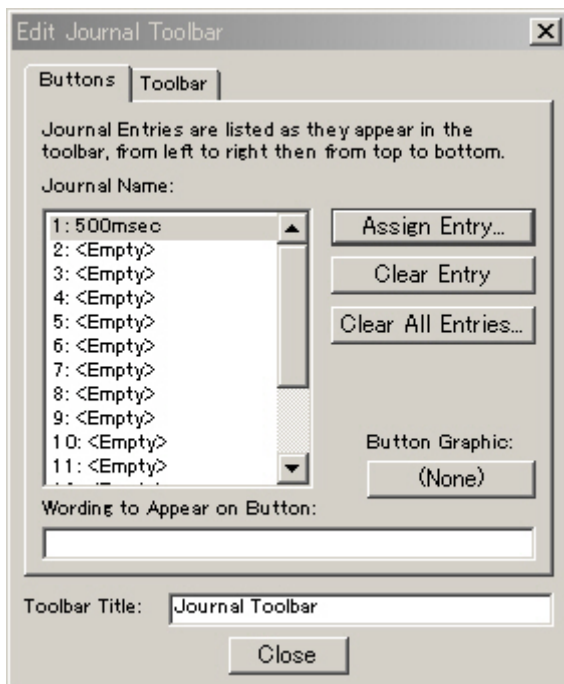 Edit Journal Toolbar
Buttons
Toolbar
Journal Entries are listed as they appear in the
toolbar, from left to right then from top to bottom.
Journal Name:
1: 500msec
2: <Empty>
3: <Empty>
4: <Empty>
5: <Empty>
6: <Empty>
7: <Empty>
8: <Empty>
9: <Empty>
10: <Empty>
11: <Empty>
Assign Entry...
Clear Entry
Clear All Entries...
Button Graphic:
(None)
Wording to Appear on Button:
Toolbar Title:
Journal Toolbar
Close